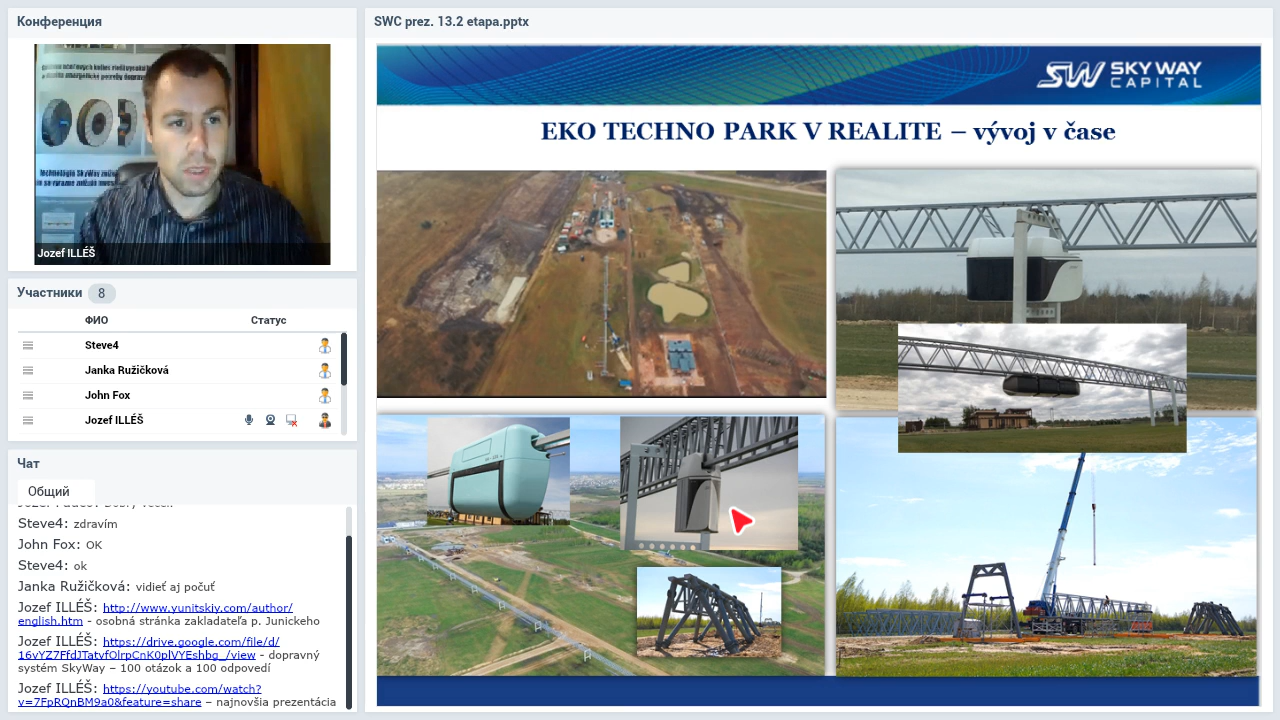 Конференция
Jozef ILLÉŠ
Участники 8
ФИО Статус
Steve4
Janka Ružičková
John Fox
Jozef ILLÉŠ
Чат
Общий
Steve4: zdravím
John Fox: OK
Steve4: ok
Janka Ružičková: vidieť aj počuť
Jozef ILLÉŠ: http://www.yunitskiy.com/author/
english.htm - osobná stránka zakladateľa p. Junickeho
Jozef ILLÉŠ: https://drive.google.com/file/d/
16vYZ7FfdJTatvfOlrpCnK0plVYEshbg_/view - dopravný
systém SkyWay – 100 otázok a 100 odpovedí
Jozef ILLÉŠ: https://youtube.com/watch?
v=7FpRQnBM9a0&feature=share – najnovšia prezentácia
SWC prez. 13.2 etapa.pptx
SW SKY WAY
CAPITAL
EKO TECHNO PARK V REALITE – vývoj v čase